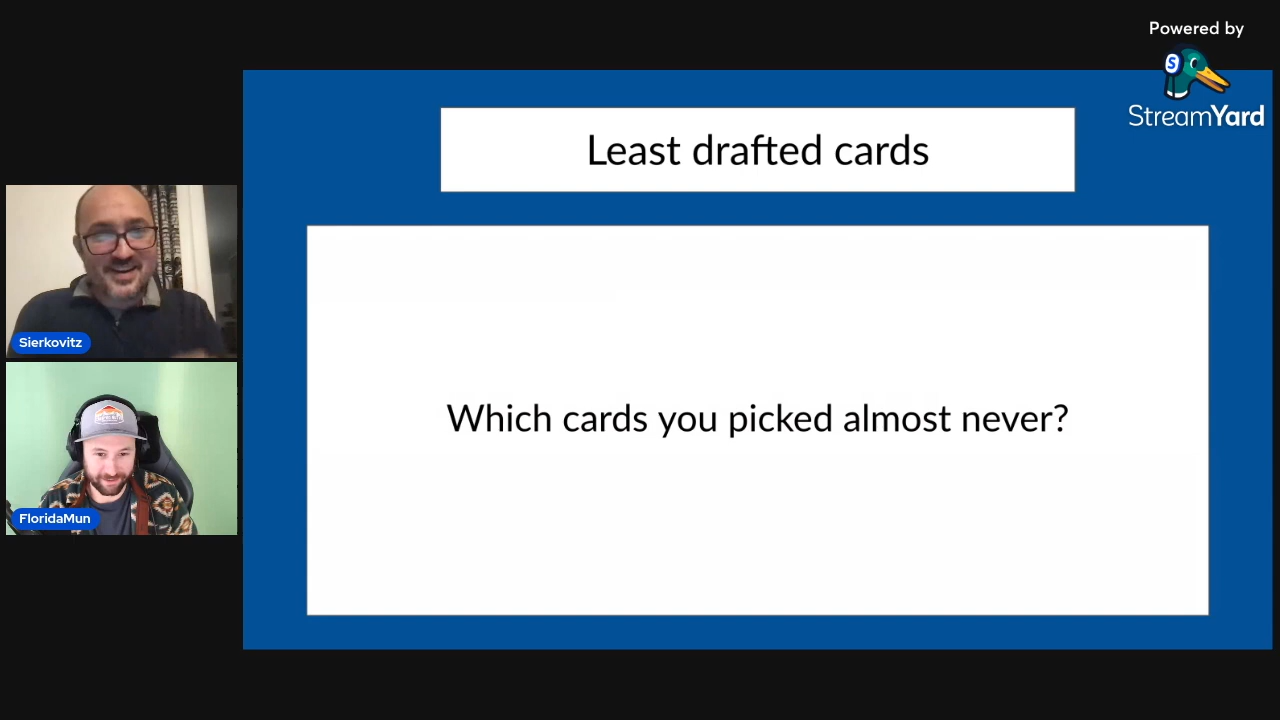 Powered by
StreamYard
Least drafted cards
Which cards you picked almost never?
Sierkovitz
FloridaMun